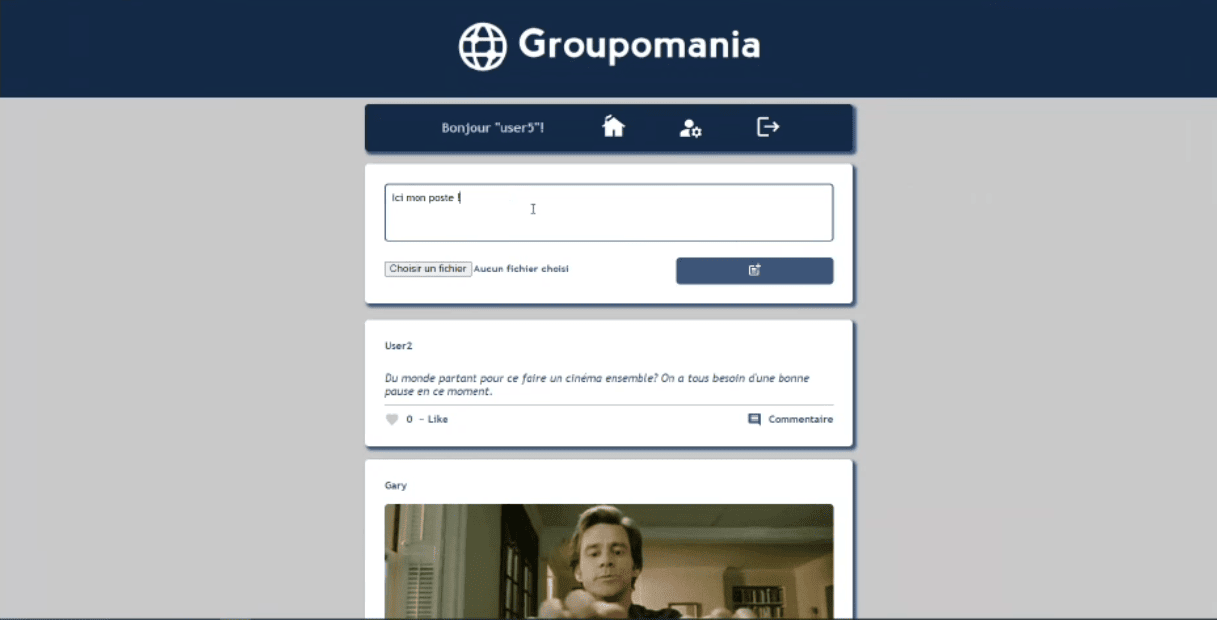 Groupomania
Bonjour "user5"!
Ici mon poste !
Choisir un fichier Aucun fichier choisi
User2
Du monde partant pour ce faire un cinéma ensemble? On a tous besoin d'une bonne
pause en ce moment.
0 - Like
Commentaire
Gary